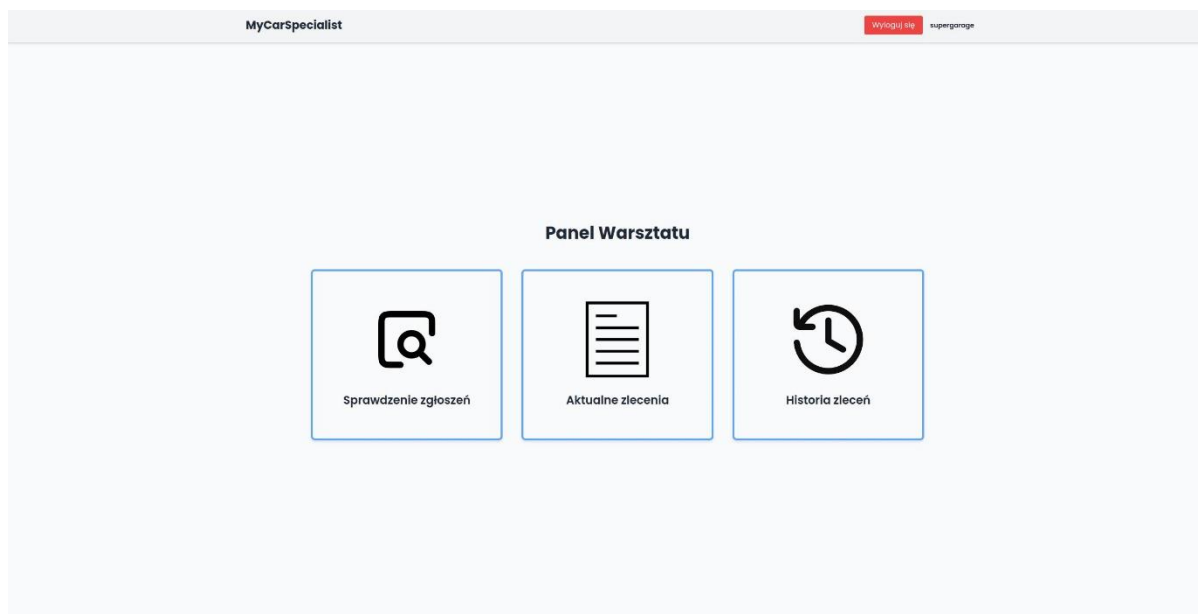 MyCarSpecialist
Wyloguj się supergarage
Panel Warsztatu
Sprawdzenie zgłoszeń
Aktualne zlecenia
Historia zleceń